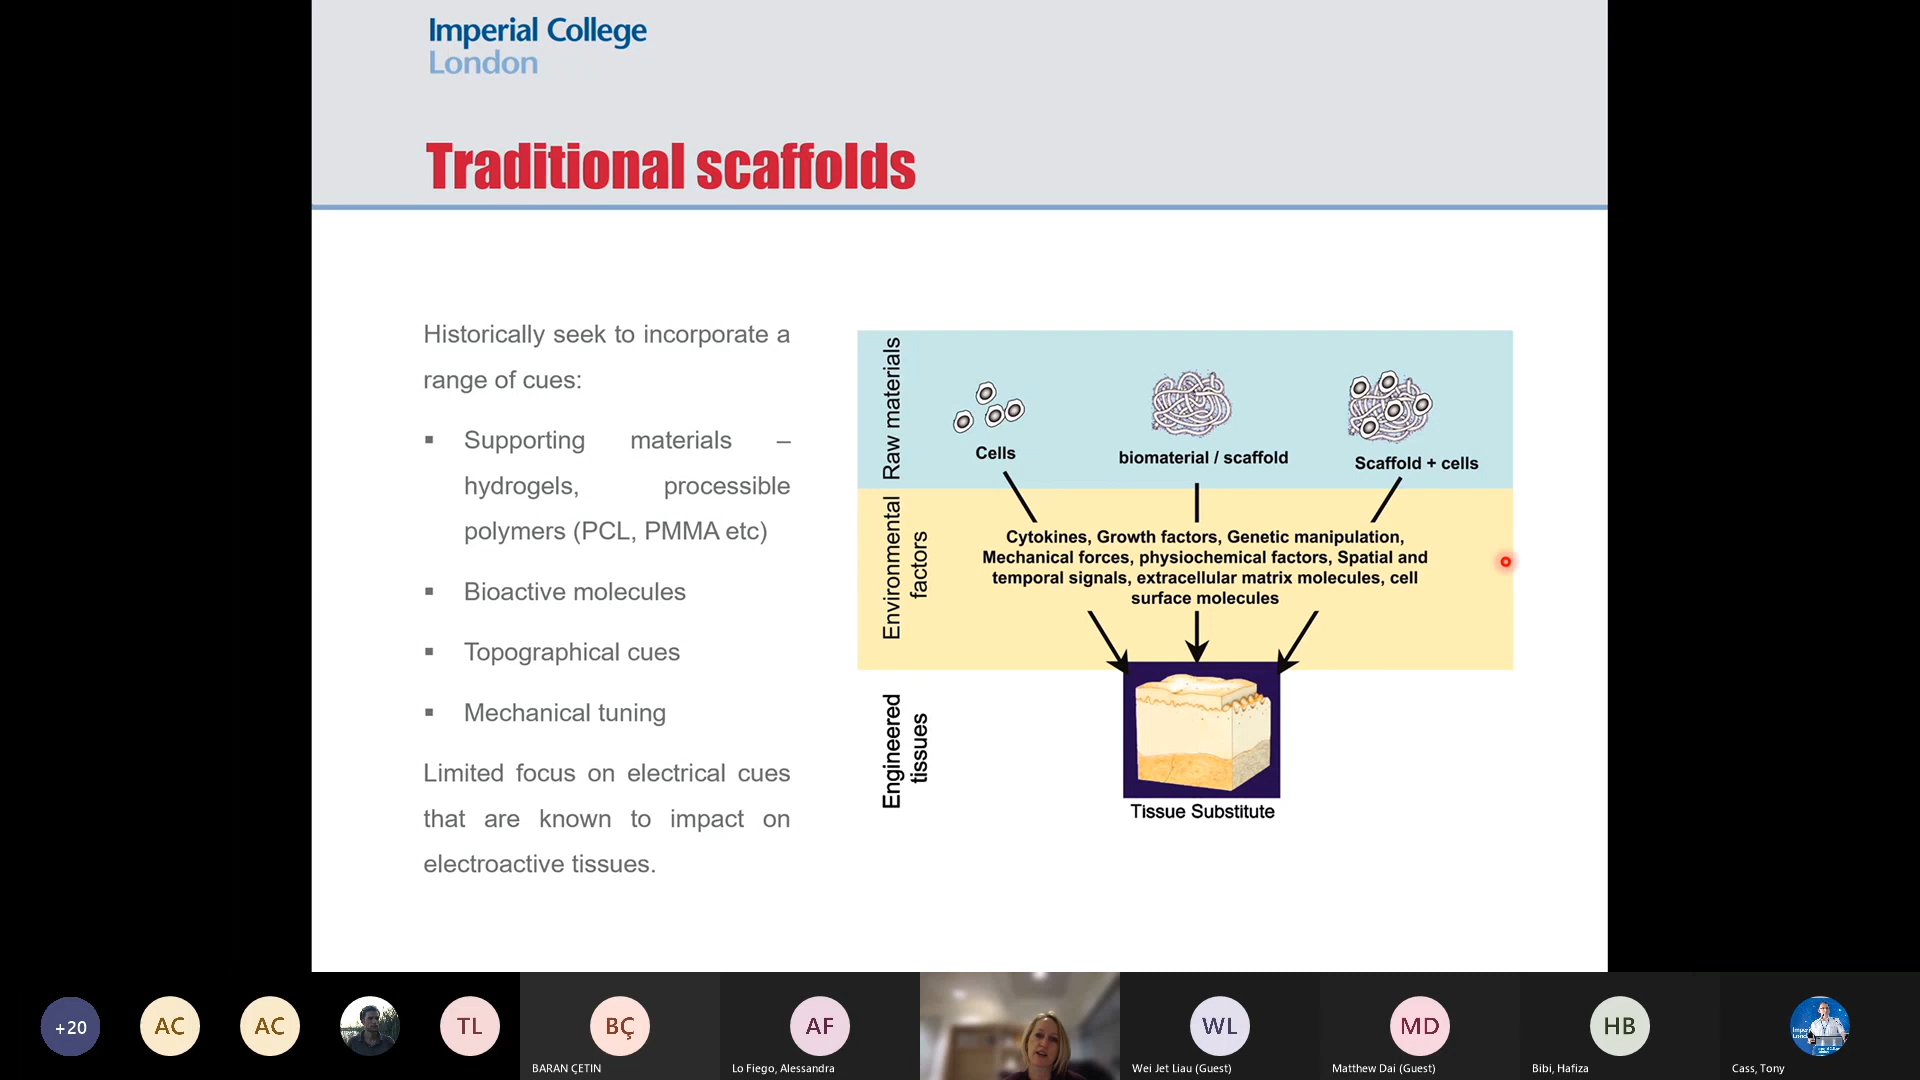 Imperial College
London
Traditional scaffolds
Historically seek to incorporate a
range of cues:
▪ Supporting materials –
hydrogels, processible
polymers (PCL, PMMA etc)
▪ Bioactive molecules
▪ Topographical cues
▪ Mechanical tuning
Limited focus on electrical cues
that are known to impact on
electroactive tissues.
Raw materials
Cells
biomaterial / scaffold
Scaffold + cells
Environmental
factors
Cytokines, Growth factors, Genetic manipulation,
Mechanical forces, physiochemical factors, Spatial and
temporal signals, extracellular matrix molecules, cell
surface molecules
Engineered
tissues
Tissue Substitute
+20
AC
AC
TL
BÇ
BARAN ÇETIN
AF
Lo Fiego, Alessandra
WL
Wei Jet Liau (Guest)
MD
Matthew Dai (Guest)
HB
Bibi, Hafiza
Cass, Tony